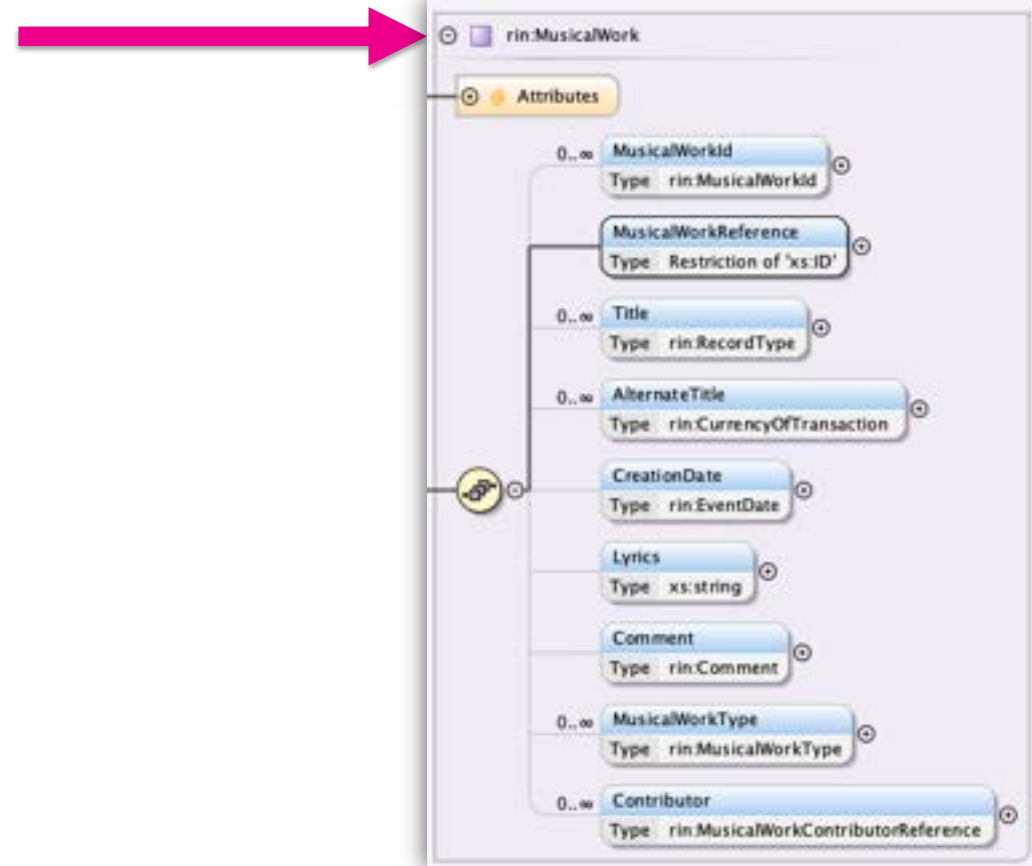 rin:MusicalWork
Attributes
0..∞ MusicalWorkId
Type rin:MusicalWorkId
MusicalWorkReference
Type Restriction of 'xs:ID'
0..∞ Title
Type rin:RecordType
0..∞ AlternateTitle
Type rin:CurrencyOfTransaction
CreationDate
Type rin:EventDate
Lyrics
Type xs:string
Comment
Type rin:Comment
0..∞ MusicalWorkType
Type rin:MusicalWorkType
0..∞ Contributor
Type rin:MusicalWorkContributorReference